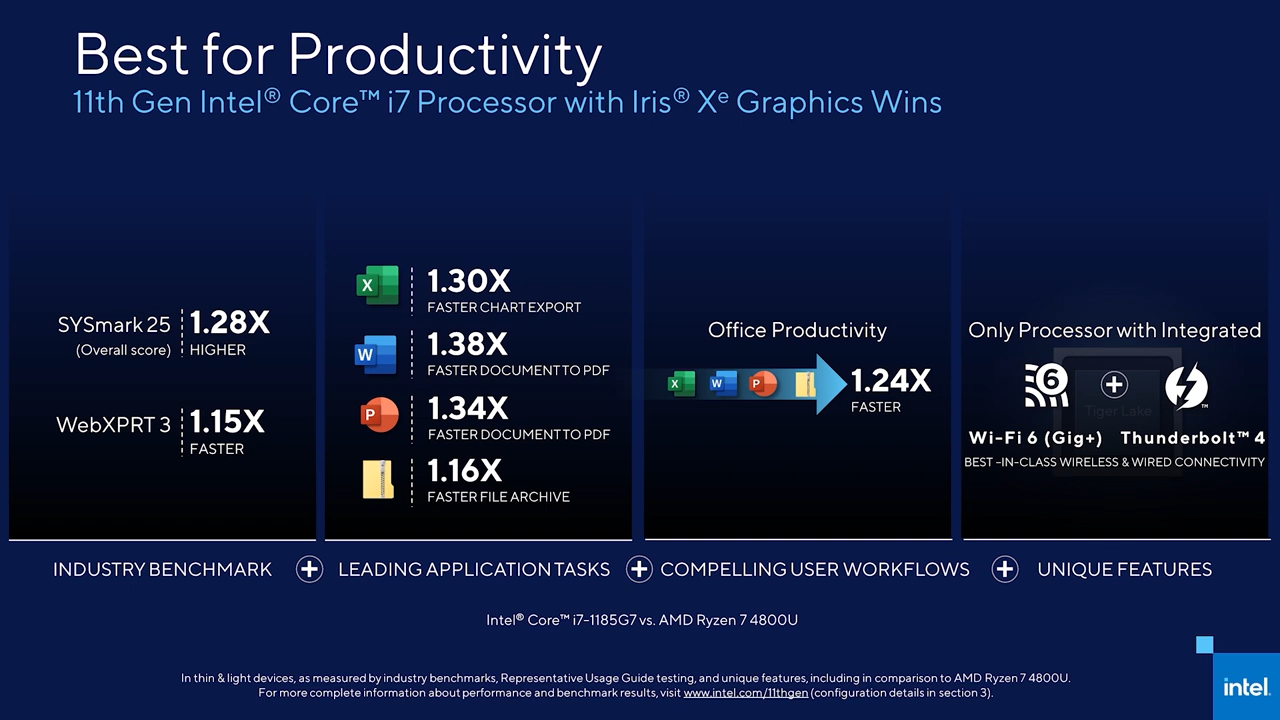 Best for Productivity
11th Gen Intel® Core™ i7 Processor with Iris® Xᵉ Graphics Wins
SYSmark 25
(Overall score)
1.28X
HIGHER
WebXPRT 3
1.15X
FASTER
X
1.30X
FASTER CHART EXPORT
W
1.38X
FASTER DOCUMENT TO PDF
P
1.34X
FASTER DOCUMENT TO PDF
1.16X
FASTER FILE ARCHIVE
Office Productivity
X W P
1.24X
FASTER
Only Processor with Integrated
6
Tiger Lake
™
Wi-Fi 6 (Gig+) Thunderbolt™ 4
BEST -IN-CLASS WIRELESS & WIRED CONNECTIVITY
INDUSTRY BENCHMARK + LEADING APPLICATION TASKS + COMPELLING USER WORKFLOWS + UNIQUE FEATURES
Intel® Core™ i7-1185G7 vs. AMD Ryzen 7 4800U
In thin & light devices, as measured by industry benchmarks, Representative Usage Guide testing, and unique features, including in comparison to AMD Ryzen 7 4800U.
For more complete information about performance and benchmark results, visit www.intel.com/11thgen (configuration details in section 3).
intel.